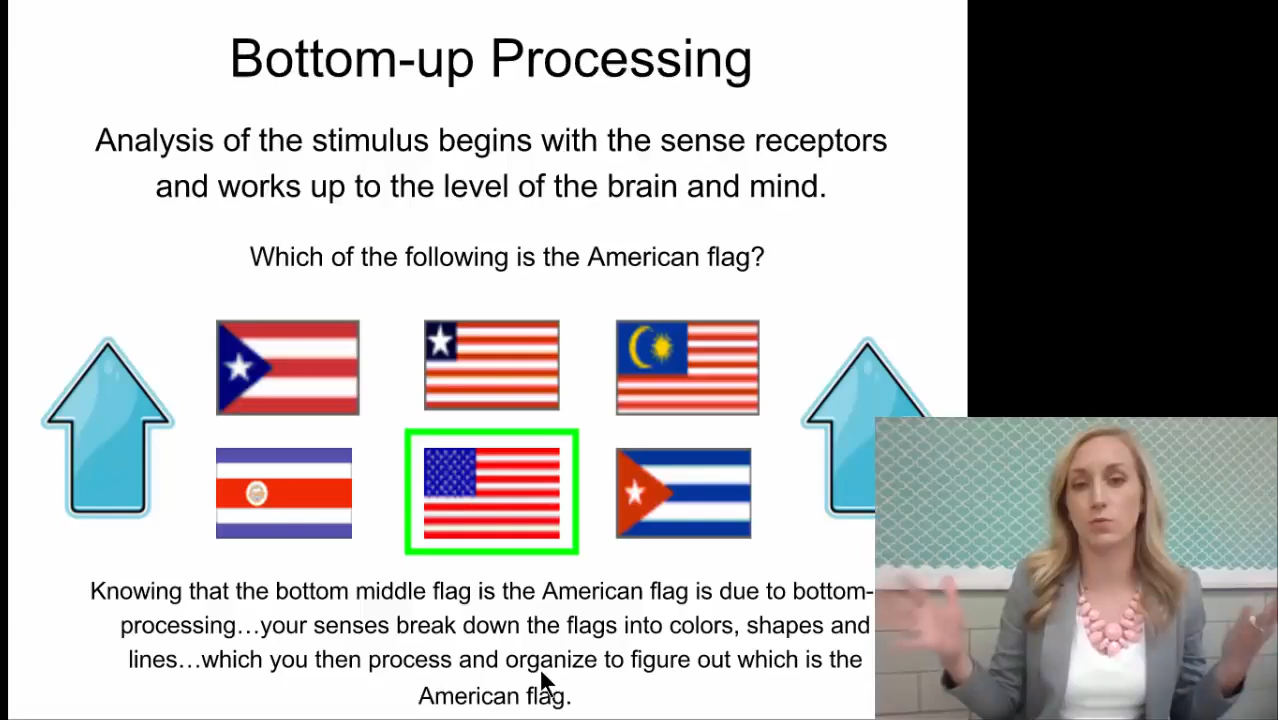 Bottom-up Processing
Analysis of the stimulus begins with the sense receptors
and works up to the level of the brain and mind.
Which of the following is the American flag?
Knowing that the bottom middle flag is the American flag is due to bottom-
processing…your senses break down the flags into colors, shapes and
lines…which you then process and organize to figure out which is the
American flag.